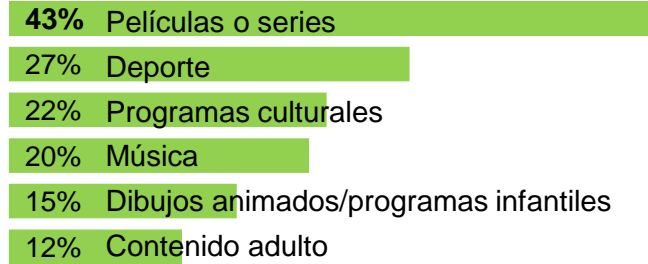 43% Películas o series
27% Deporte
22% Programas culturales
20% Música
15% Dibujos animados/programas infantiles
12% Contenido adulto